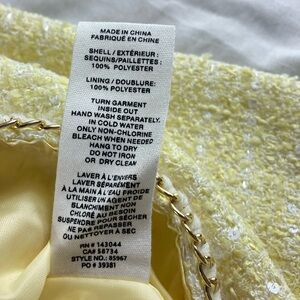 MADE IN CHINA
FABRIQUÉ EN CHINE
SHELL / EXTÉRIEUR :
SEQUINS/PAILLETTES :
100% POLYESTER
LINING / DOUBLURE:
100% POLYESTER
TURN GARMENT
INSIDE OUT
HAND WASH SEPARATELY.
IN COLD WATER
ONLY NON-CHLORINE
BLEACH WHEN NEEDED
HANG TO DRY
DO NOT IRON
OR DRY CLEAN
LAVER À L'ENVERS
LAVER SÉPARÉMENT
À LA MAIN À L'EAU FROIDE
UTILISER UN AGENT DE
BLANCHIMENT NON
CHLORÉ AU BESOIN
SUSPENDRE POUR SÉCHER
NE PAS REPASSER
OU NETTOYER À SEC
RN # 143044
CA# 56734
STYLE NO.: 85967
PO # 39381